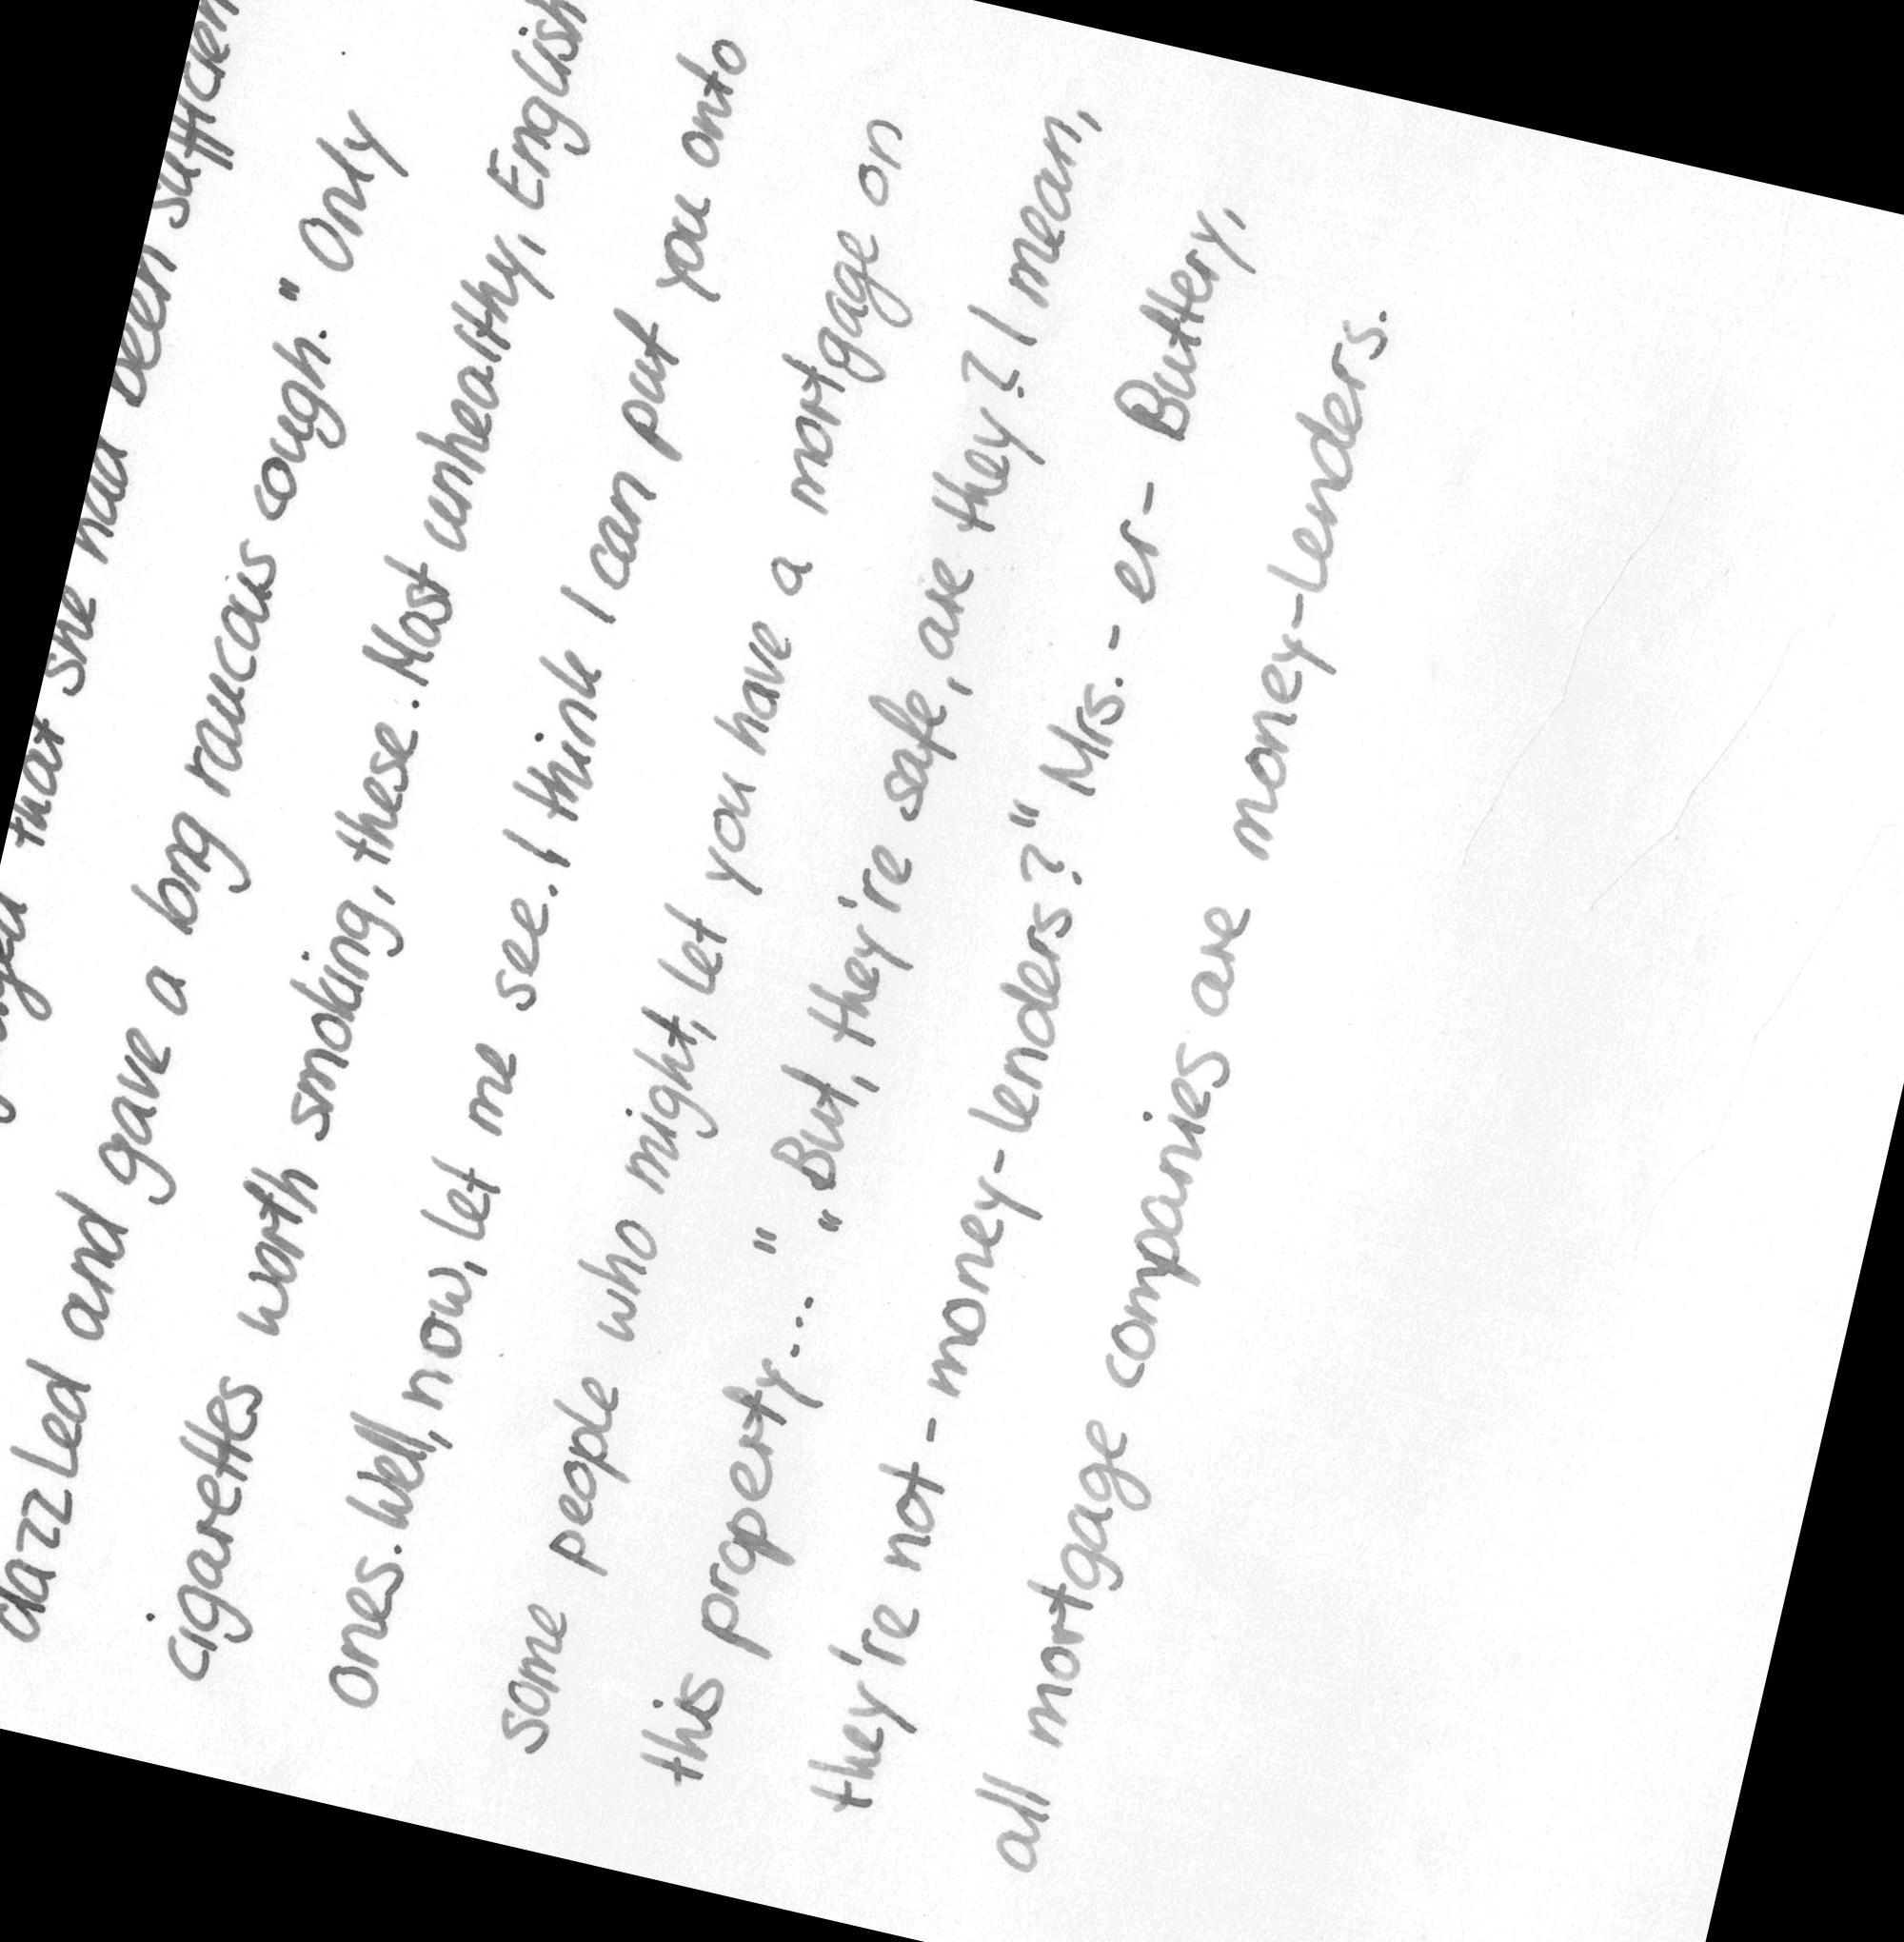 that she had been sufficien
dazzled and gave a long raucous cough. " Only
cigarettes worth smoking, these. Most unhealthy, English
ones. Well, now, let me see. I think I can put you onto
some people who might, let you have a mortgage on
this property... " " But, they're safe, are they? I mean,
they're not - money-lenders? " Mrs. - er - Buttery,
all mortgage companies are money-lenders.